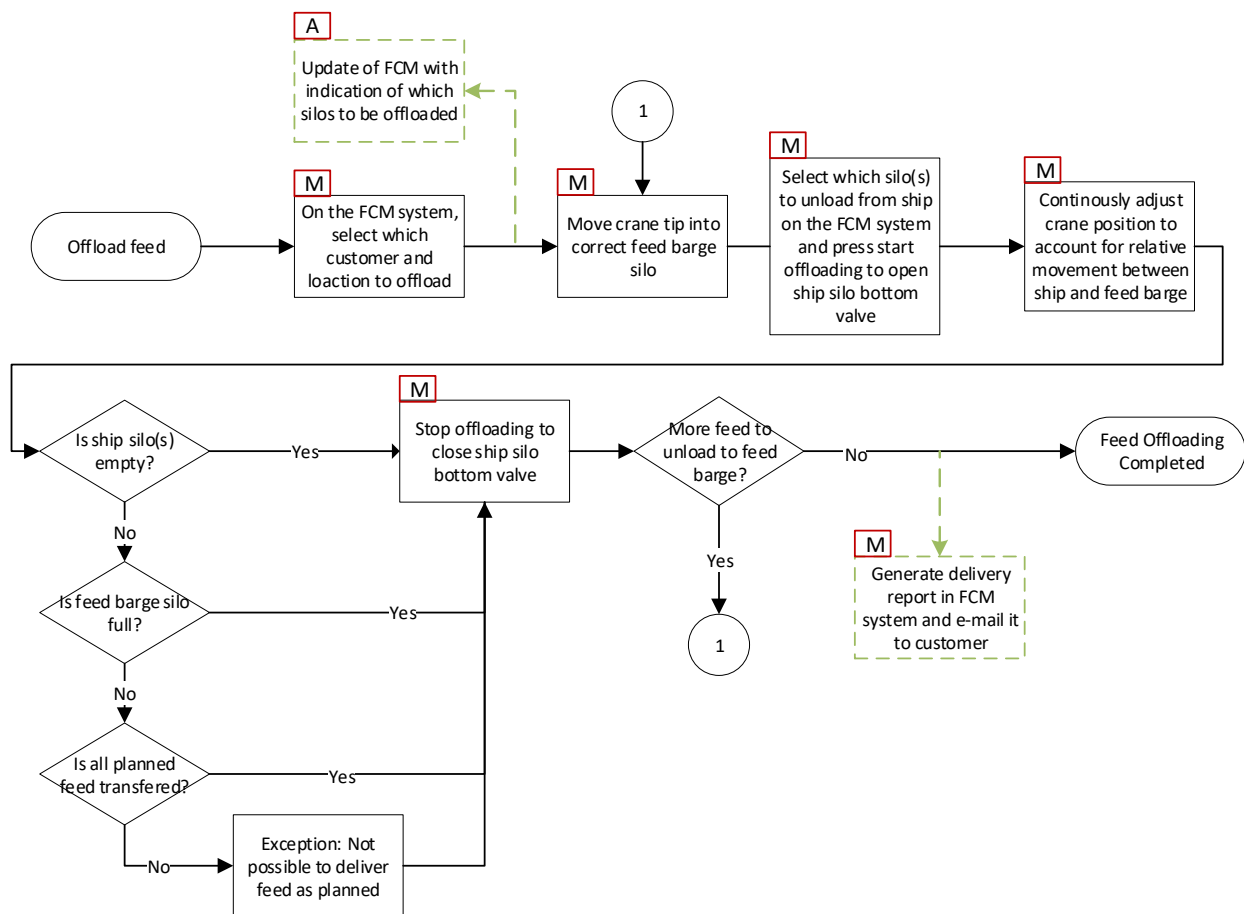 A
Update of FCM with
indication of which
silos to be offloaded
1
M
On the FCM system,
select which
customer and
loaction to offload
M
Move crane tip into
correct feed barge
silo
M
Select which silo(s)
to unload from ship
on the FCM system
and press start
offloading to open
ship silo bottom
valve
M
Continously adjust
crane position to
account for relative
movement between
ship and feed barge
Offload feed
Is ship silo(s)
empty?
Yes
M
Stop offloading to
close ship silo
bottom valve
More feed to
unload to feed
barge?
No
Feed Offloading
Completed
No
Yes
M
Generate delivery
report in FCM
system and e-mail it
to customer
Is feed barge silo
full?
Yes
1
No
Is all planned
feed transfered?
Yes
No
Exception: Not
possible to deliver
feed as planned